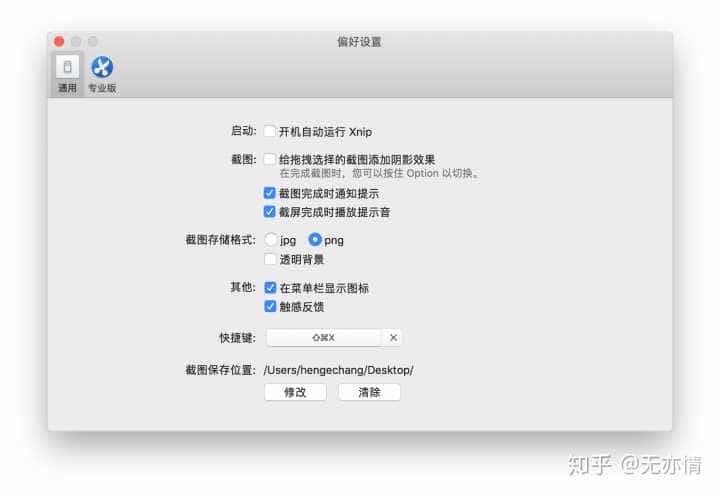 偏好设置
通用 专业版
启动: 开机自动运行 Xnip
截图: 给拖拽选择的截图添加阴影效果
在完成截图时，您可以按住 Option 以切换。
截图完成时通知提示
截屏完成时播放提示音
截图存储格式: jpg png
透明背景
其他: 在菜单栏显示图标
触感反馈
快捷键: ⇧⌘X ×
截图保存位置: /Users/hengechang/Desktop/
修改 清除
知乎 @无亦情